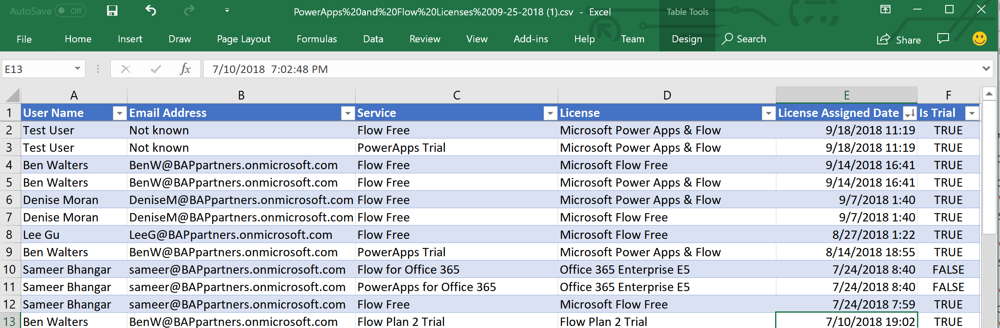 AutoSave Off PowerApps%20and%20Flow%20Licenses%2009-25-2018 (1).csv - Excel Table Tools
File Home Insert Draw Page Layout Formulas Data Review View Add-ins Help Team Design Search Share
E13 fx 7/10/2018 7:02:48 PM
A B C D E F
1 User Name Email Address Service License License Assigned Date Is Trial
2 Test User Not known Flow Free Microsoft Power Apps & Flow 9/18/2018 11:19 TRUE
3 Test User Not known PowerApps Trial Microsoft Power Apps & Flow 9/18/2018 11:19 TRUE
4 Ben Walters BenW@BAPpartners.onmicrosoft.com Flow Free Microsoft Flow Free 9/14/2018 16:41 TRUE
5 Ben Walters BenW@BAPpartners.onmicrosoft.com Flow Free Microsoft Power Apps & Flow 9/14/2018 16:41 TRUE
6 Denise Moran DeniseM@BAPpartners.onmicrosoft.com Flow Free Microsoft Power Apps & Flow 9/7/2018 1:40 TRUE
7 Denise Moran DeniseM@BAPpartners.onmicrosoft.com Flow Free Microsoft Flow Free 9/7/2018 1:40 TRUE
8 Lee Gu LeeG@BAPpartners.onmicrosoft.com Flow Free Microsoft Flow Free 8/27/2018 1:22 TRUE
9 Ben Walters BenW@BAPpartners.onmicrosoft.com PowerApps Trial Microsoft Power Apps & Flow 8/14/2018 18:55 TRUE
10 Sameer Bhangar sameer@BAPpartners.onmicrosoft.com Flow for Office 365 Office 365 Enterprise E5 7/24/2018 8:40 FALSE
11 Sameer Bhangar sameer@BAPpartners.onmicrosoft.com PowerApps for Office 365 Office 365 Enterprise E5 7/24/2018 8:40 FALSE
12 Sameer Bhangar sameer@BAPpartners.onmicrosoft.com Flow Free Microsoft Flow Free 7/24/2018 7:59 TRUE
13 Ben Walters BenW@BAPpartners.onmicrosoft.com Flow Plan 2 Trial Flow Plan 2 Trial 7/10/2018 19:02 TRUE